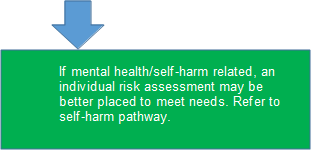 If mental health/self-harm related, an
individual risk assessment may be
better placed to meet needs. Refer to
self-harm pathway.